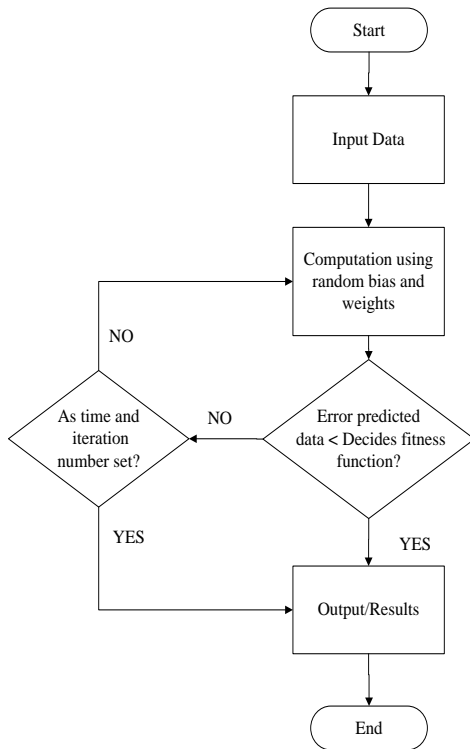 Start
Input Data
Computation using
random bias and
weights
NO
NO
As time and
iteration
number set?
Error predicted
data < Decides fitness
function?
YES
YES
Output/Results
End